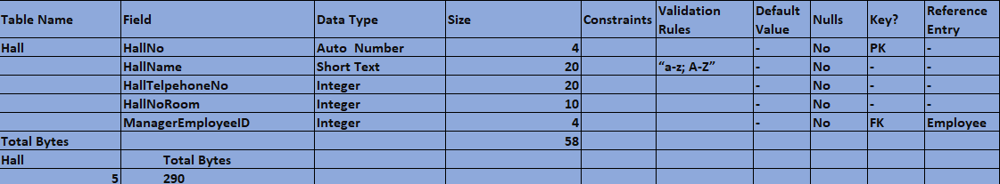 Table Name Field Data Type Size Constraints Validation Rules Default Value Nulls Key? Reference Entry
Hall HallNo Auto Number 4 - No PK -
HallName Short Text 20 “a-z; A-Z” - No - -
HallTelpehoneNo Integer 20 - No - -
HallNoRoom Integer 10 - No - -
ManagerEmployeeID Integer 4 - No FK Employee
Total Bytes 58
Hall Total Bytes
5 290